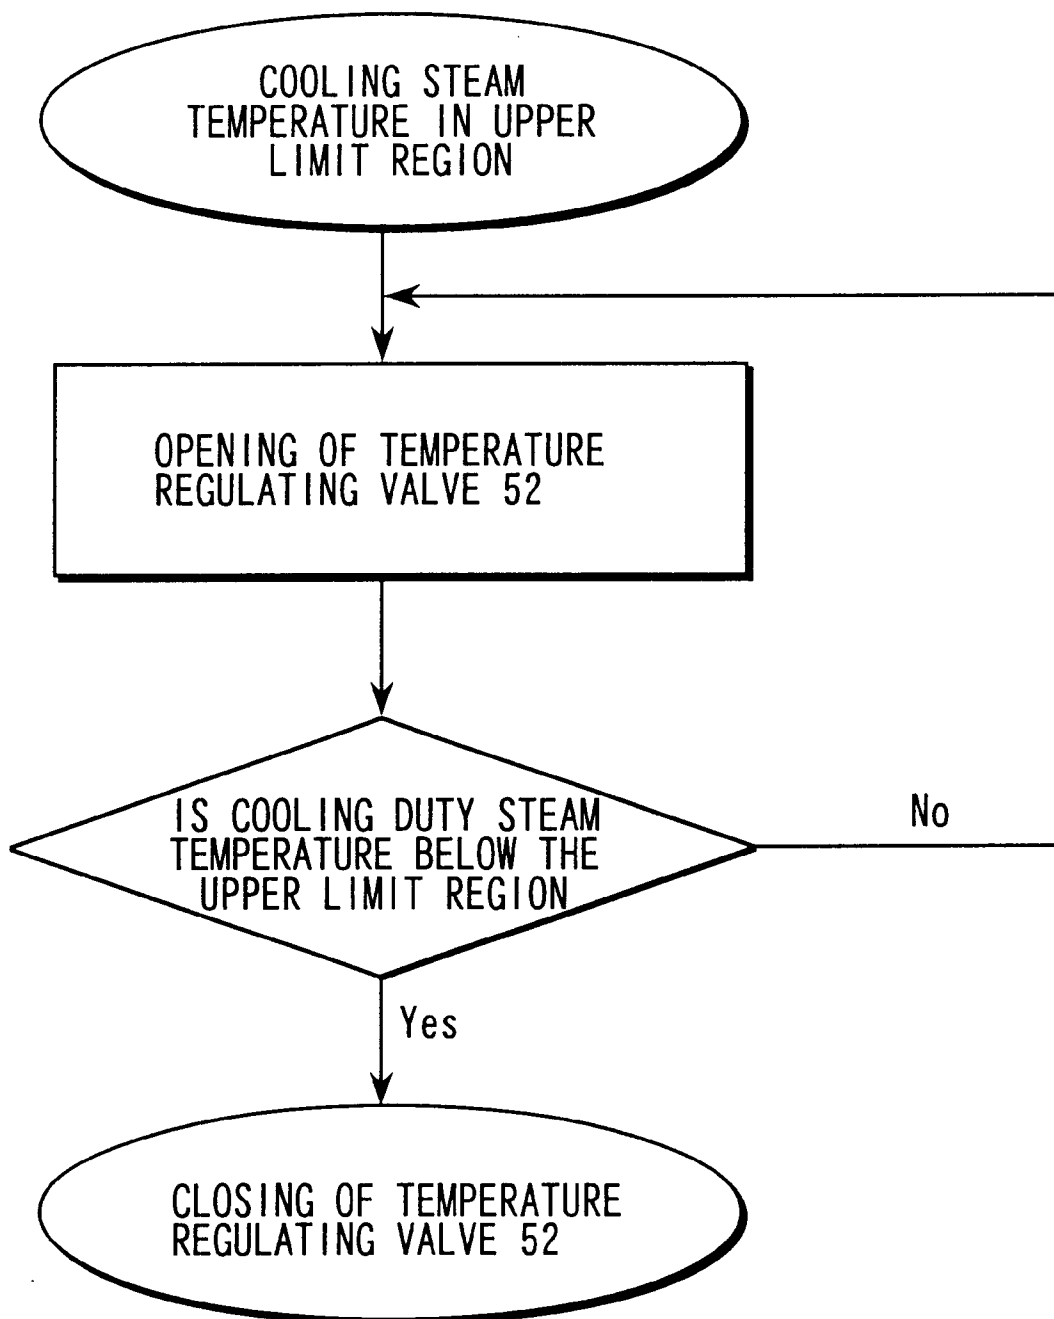 COOLING STEAM
TEMPERATURE IN UPPER
LIMIT REGION
OPENING OF TEMPERATURE
REGULATING VALVE 52
IS COOLING DUTY STEAM
TEMPERATURE BELOW THE
UPPER LIMIT REGION
No
Yes
CLOSING OF TEMPERATURE
REGULATING VALVE 52